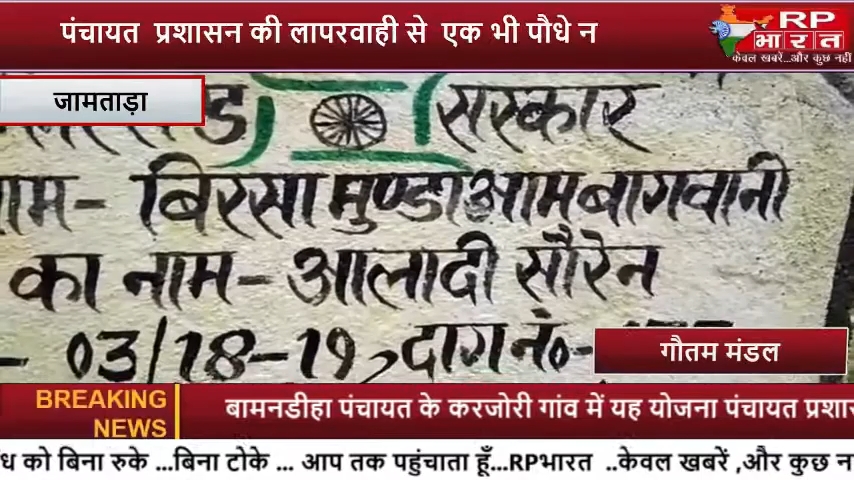 पंचायत प्रशासन की लापरवाही से एक भी पौधे न
RP
भारत
केवल खबरें...और कुछ नहीं
जामताड़ा
सरकार
बिरसा मुण्डा आम बागवानी
का नाम - आलादी सौरेन
- 03/18-19, दाग नं०-
गौतम मंडल
BREAKING
NEWS
बामनडीहा पंचायत के करजोरी गांव में यह योजना पंचायत प्रशास
ध को बिना रुके ...बिना टोके ... आप तक पहुंचाता हूँ...RPभारत ..केवल खबरें ,और कुछ न